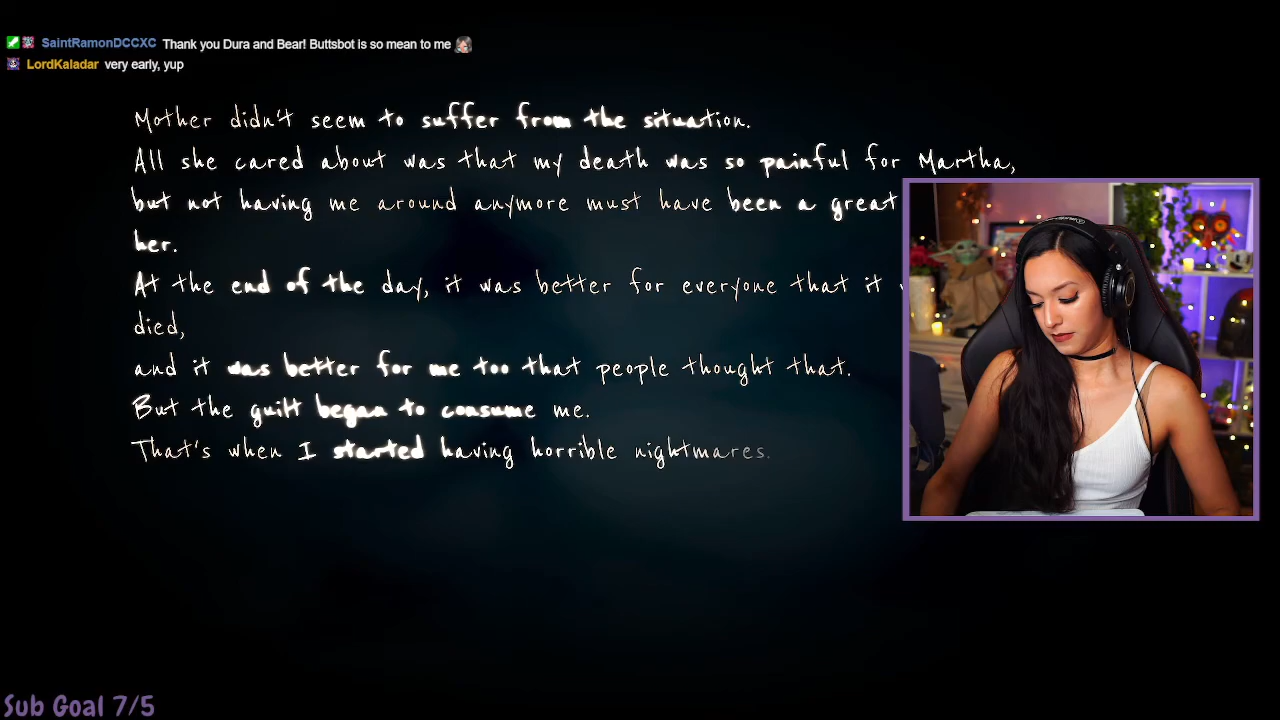 SaintRamonDCCXC Thank you Dura and Bear! Buttsbot is so mean to me
LordKaladar very early, yup
Mother didn't seem to suffer from the situation.
All she cared about was that my death was so painful for Martha,
but not having me around anymore must have been a great
her.
At the end of the day, it was better for everyone that it
died,
and it was better for me too that people thought that.
But the guilt began to consume me.
That's when I started having horrible nightmares.
Sub Goal 7/5